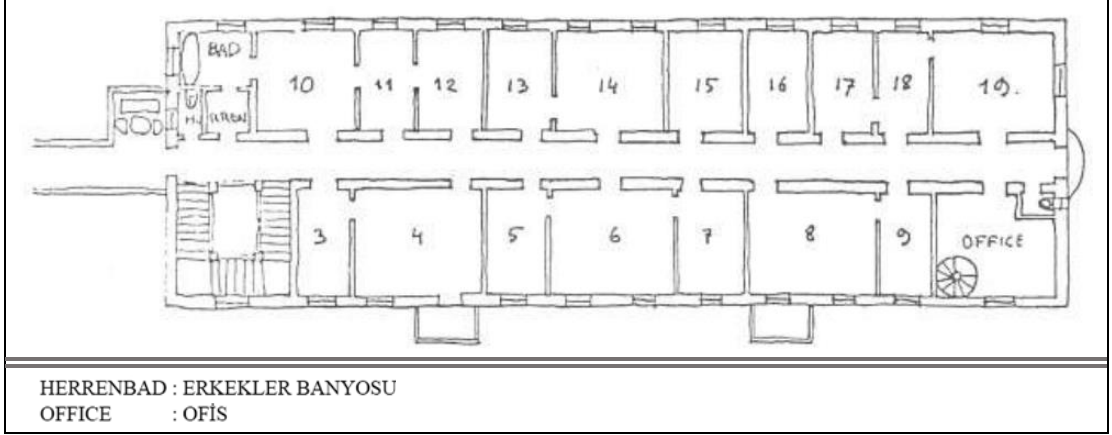 BAD
10 11 12 13 14 15 16 17 18 19.
3 4 5 6 7 8 9 OFFICE
HERRENBAD : ERKEKLER BANYOSU
OFFICE : OFİS